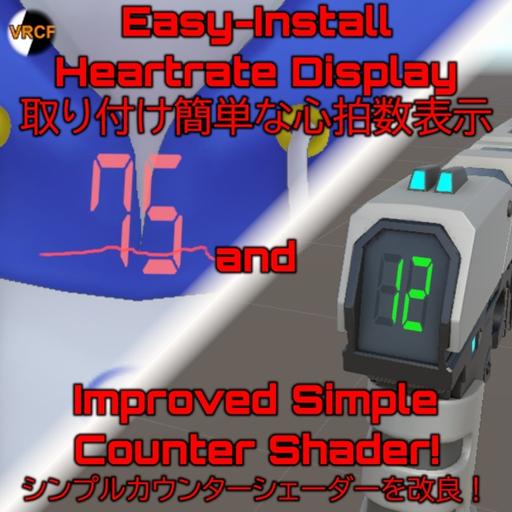 VRCF
Easy-Install
Heartrate Display
取り付け簡単な心拍数表示
75
and
12
Improved Simple
Counter Shader!
シンプルカウンターシェーダーを改良！